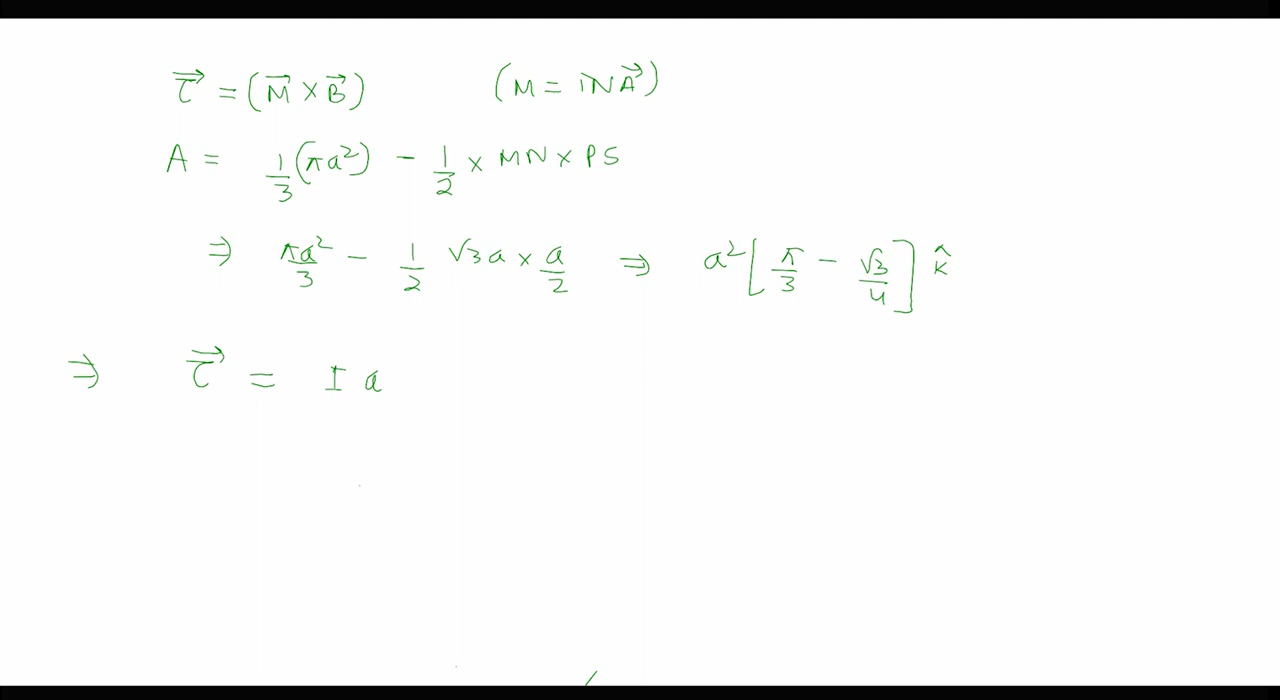 τ⃗ = (M⃗ × B⃗) (M = iNA⃗)
A = 1/3 (πa²) - 1/2 × MN × PS
⇒ πa²/3 - 1/2 √3a × a/2 ⇒ a² [π/3 - √3/4] k̂
⇒ τ⃗ = I a